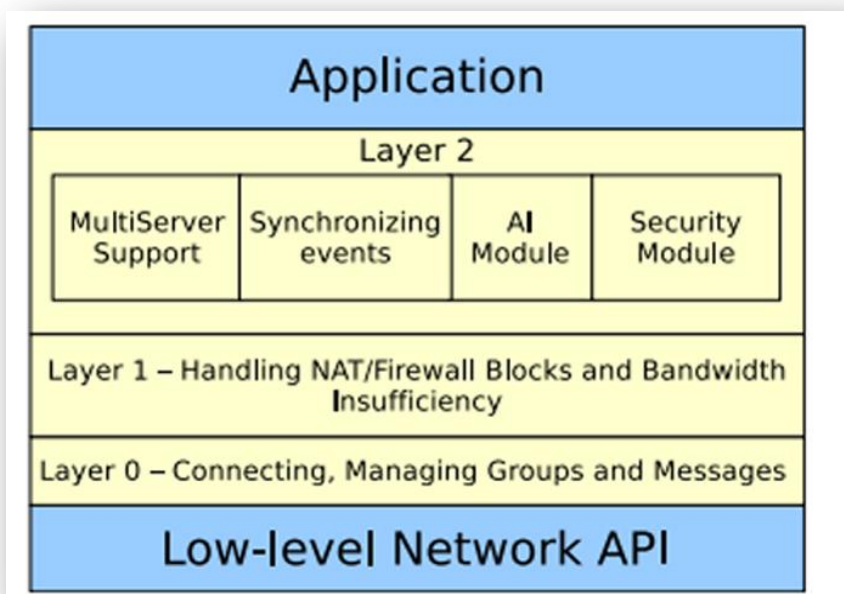 Application
Layer 2
MultiServer
Support
Synchronizing
events
AI
Module
Security
Module
Layer 1 – Handling NAT/Firewall Blocks and Bandwidth
Insufficiency
Layer 0 – Connecting, Managing Groups and Messages
Low-level Network API